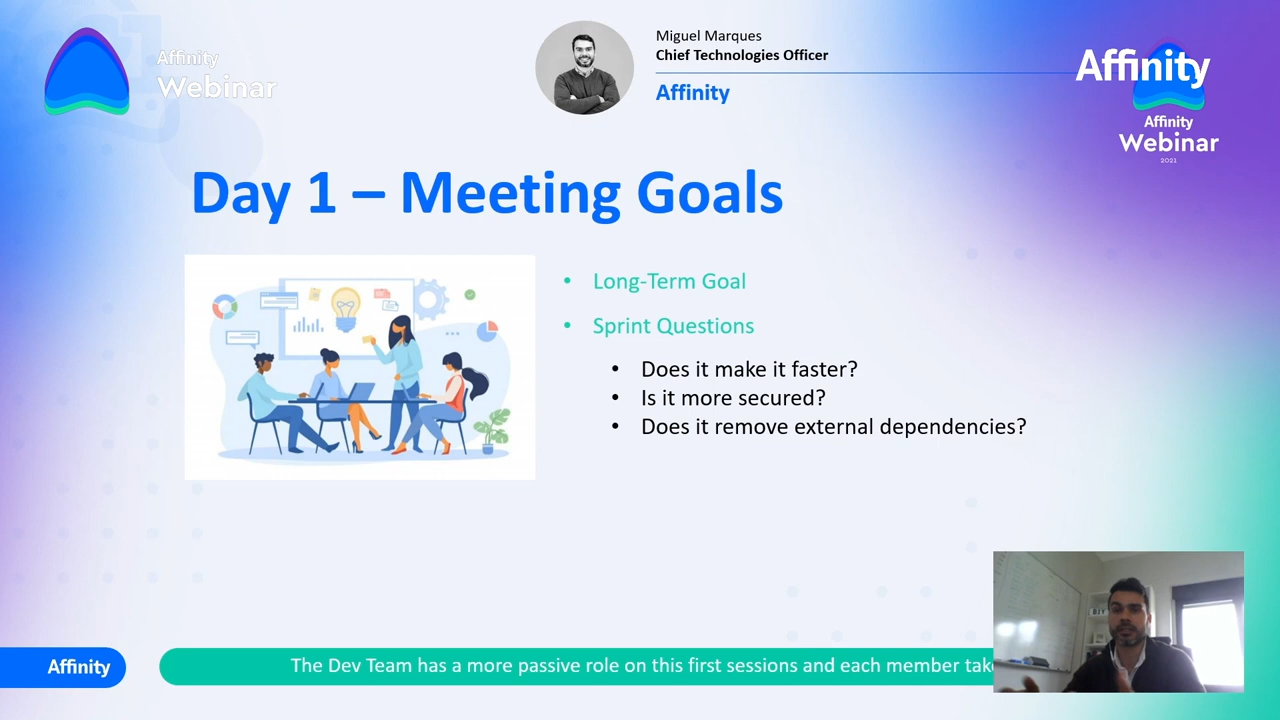 Affinity
Webinar
Miguel Marques
Chief Technologies Officer
Affinity
Affinity
Affinity
Webinar
2021
Day 1 – Meeting Goals
• Long-Term Goal
• Sprint Questions
• Does it make it faster?
• Is it more secured?
• Does it remove external dependencies?
Affinity
The Dev Team has a more passive role on this first sessions and each member